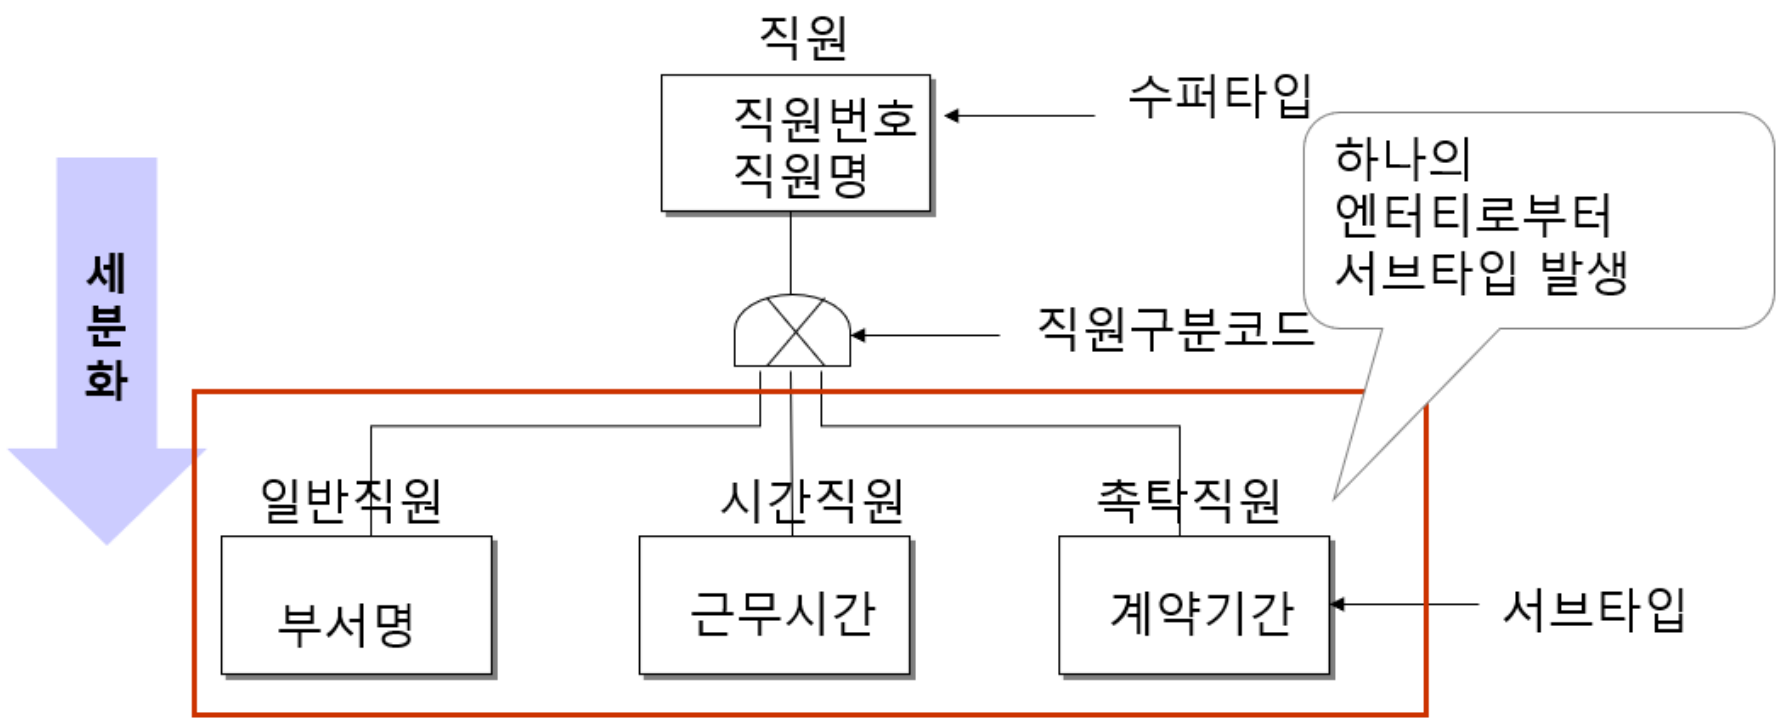 직원
직원번호
직원명
수퍼타입
하나의
엔터티로부터
서브타입 발생
세
분
화
직원구분코드
일반직원
시간직원
촉탁직원
부서명
근무시간
계약기간
서브타입